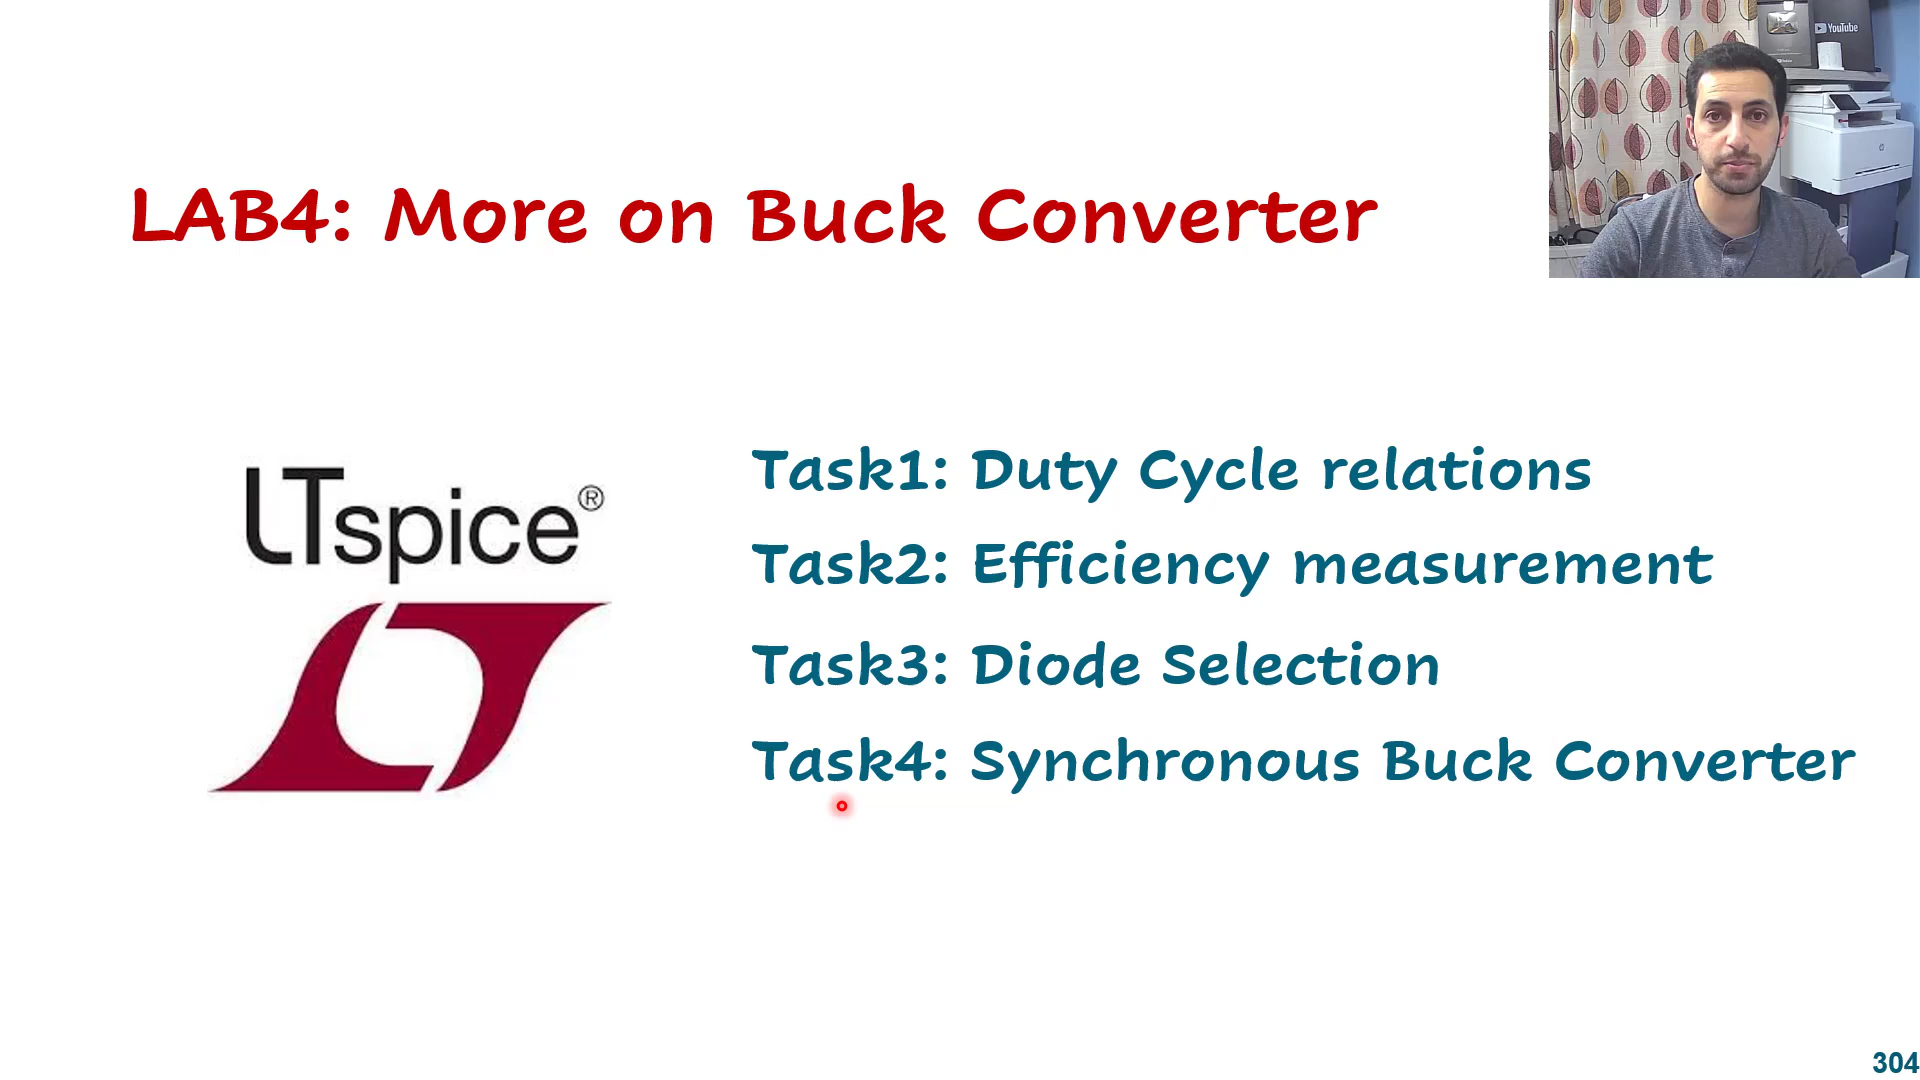 YouTube
LAB4: More on Buck Converter
LTspice®
Task1: Duty Cycle relations
Task2: Efficiency measurement
Task3: Diode Selection
Task4: Synchronous Buck Converter
304